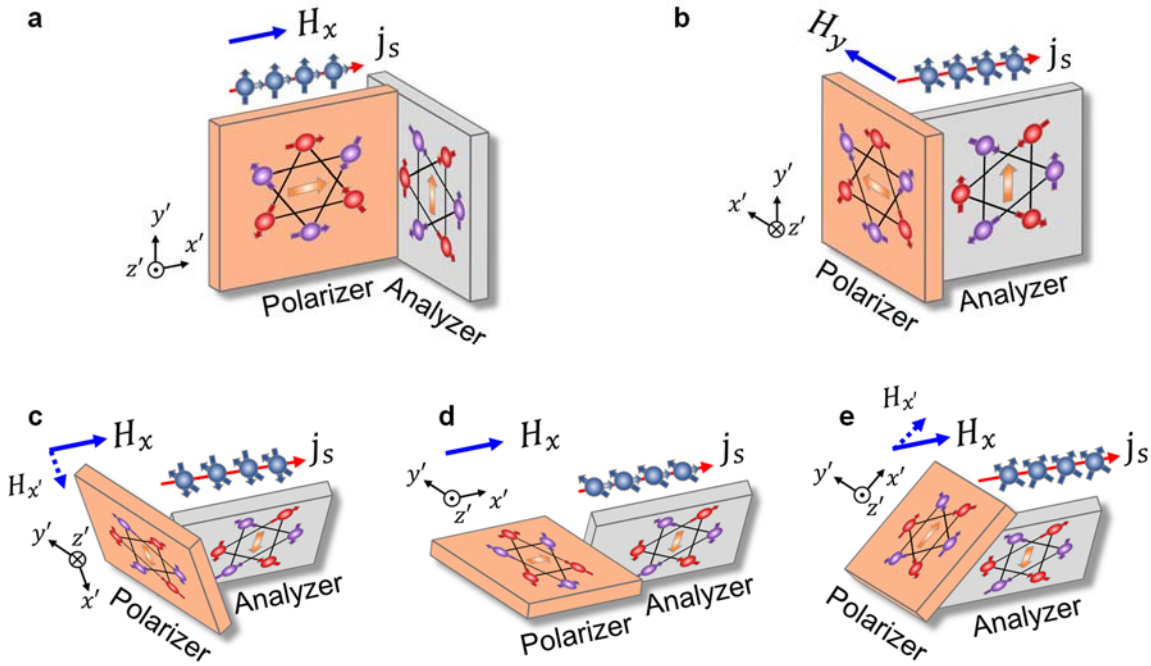 a
H_x
j_s
y'
x'
z'
Polarizer
Analyzer
b
H_y
j_s
y'
x'
z'
Polarizer
Analyzer
c
H_x
j_s
H_x'
y'
z'
x'
Polarizer
Analyzer
d
H_x
j_s
y'
z'
x'
Polarizer
Analyzer
e
H_x'
H_x
j_s
y'
x'
z'
Polarizer
Analyzer